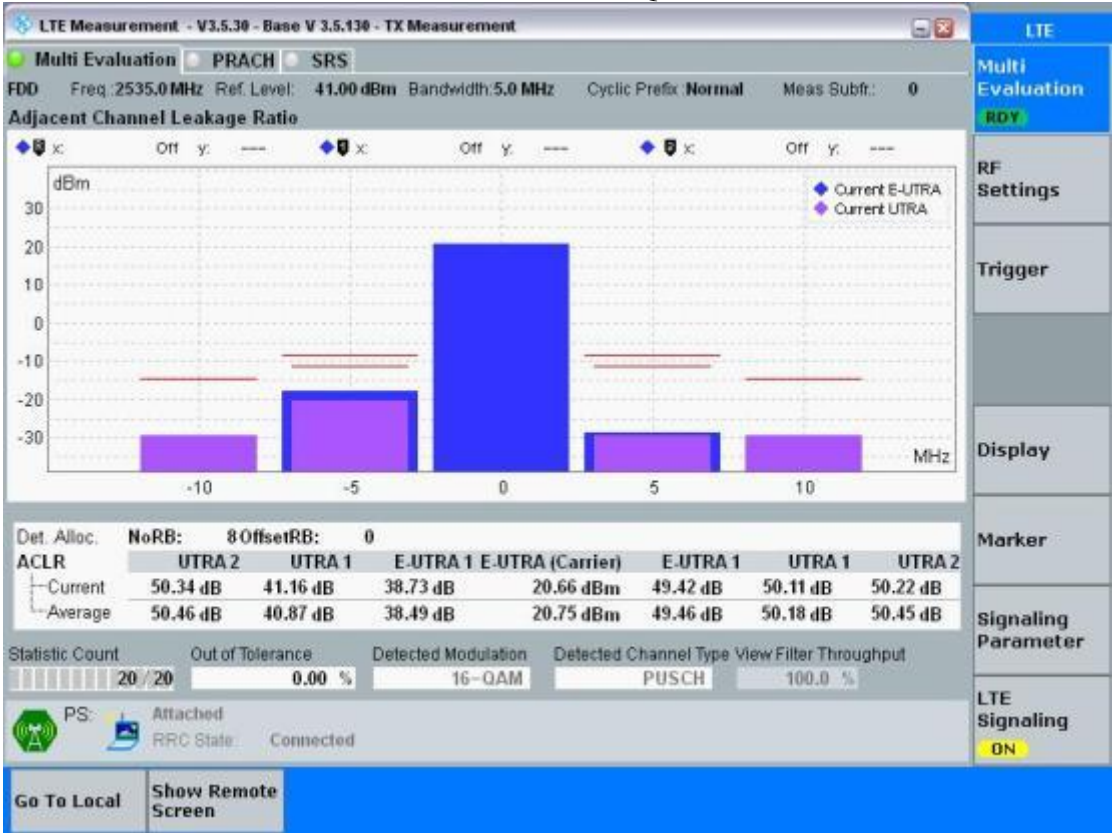 LTE Measurement - V3.5.30 - Base V 3.5.130 - TX Measurement
LTE
Multi Evaluation PRACH SRS
Multi
Evaluation
RDY
FDD Freq.:2535.0 MHz Ref. Level: 41.00 dBm Bandwidth:5.0 MHz Cyclic Prefix:Normal Meas Subfr.: 0
Adjacent Channel Leakage Ratio
x: Off y: --- x: Off y: --- x: Off y: ---
dBm
Current E-UTRA
Current UTRA
30
20
10
0
-10
-20
-30
MHz
-10 -5 0 5 10
RF
Settings
Trigger
Display
Marker
Signaling
Parameter
LTE
Signaling
ON
Det. Alloc. NoRB: 8 OffsetRB: 0
ACLR UTRA 2 UTRA 1 E-UTRA 1 E-UTRA (Carrier) E-UTRA 1 UTRA 1 UTRA 2
Current 50.34 dB 41.16 dB 38.73 dB 20.66 dBm 49.42 dB 50.11 dB 50.22 dB
Average 50.46 dB 40.87 dB 38.49 dB 20.75 dBm 49.46 dB 50.18 dB 50.45 dB
Statistic Count Out of Tolerance Detected Modulation Detected Channel Type View Filter Throughput
20 / 20 0.00 % 16-QAM PUSCH 100.0 %
PS: Attached
RRC State: Connected
Go To Local
Show Remote
Screen